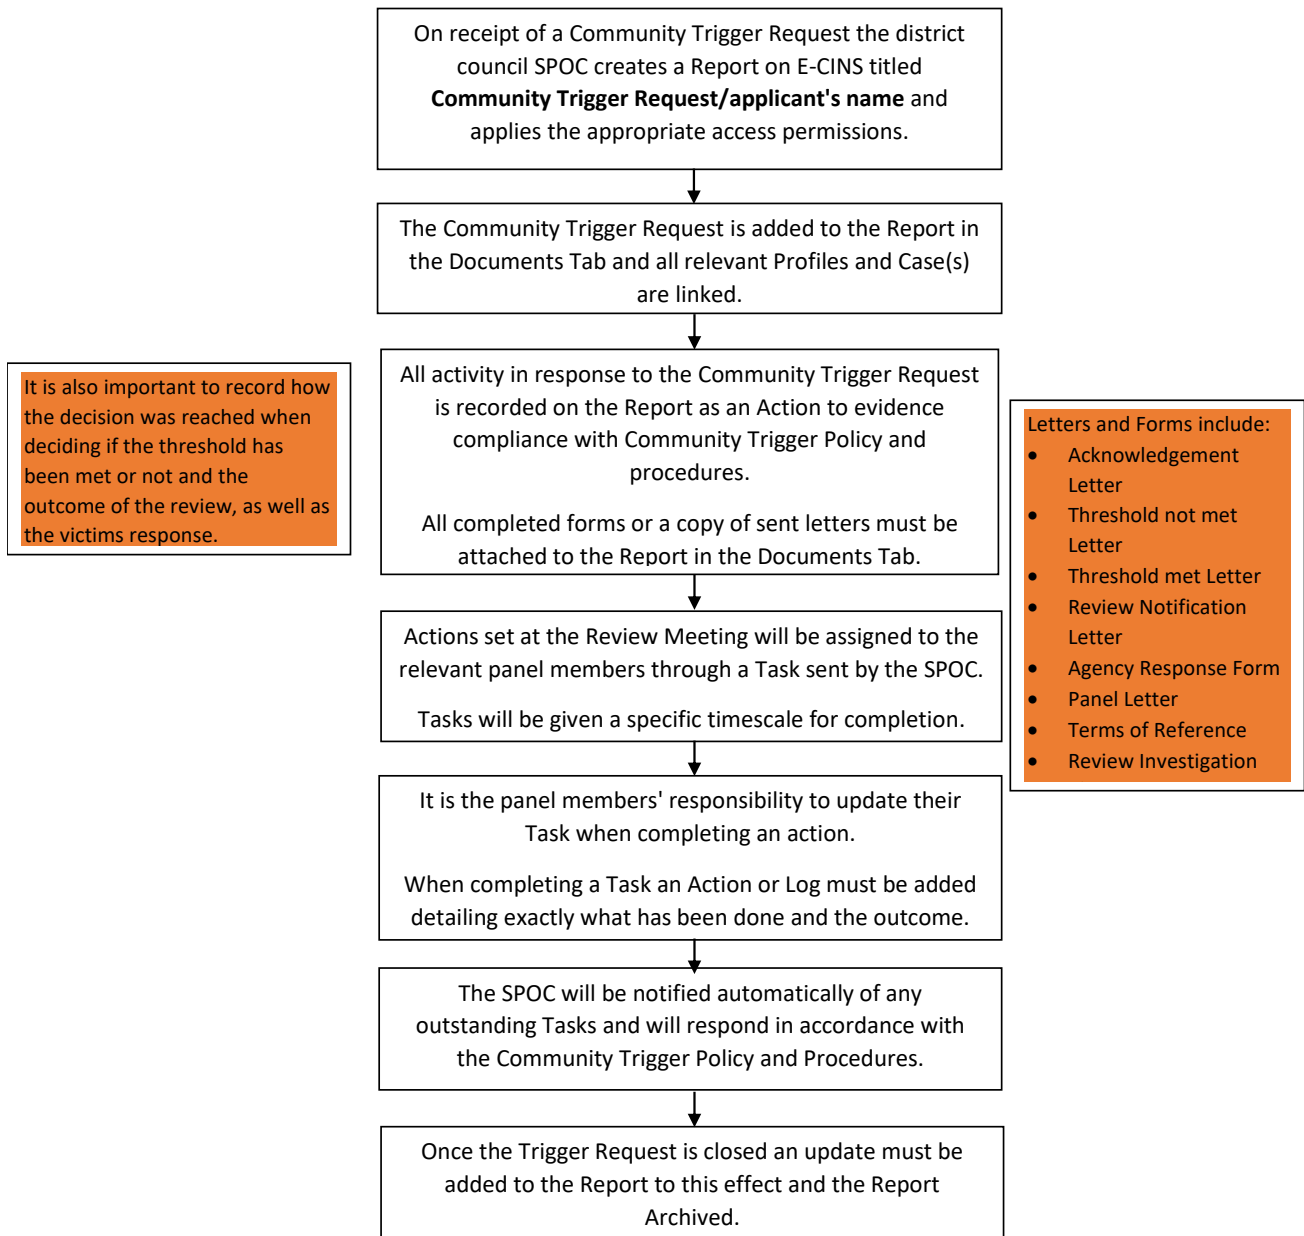 On receipt of a Community Trigger Request the district
council SPOC creates a Report on E-CINS titled
Community Trigger Request/applicant's name and
applies the appropriate access permissions.
The Community Trigger Request is added to the Report in
the Documents Tab and all relevant Profiles and Case(s)
are linked.
It is also important to record how
the decision was reached when
deciding if the threshold has
been met or not and the
outcome of the review, as well as
the victims response.
All activity in response to the Community Trigger Request
is recorded on the Report as an Action to evidence
compliance with Community Trigger Policy and
procedures.
All completed forms or a copy of sent letters must be
attached to the Report in the Documents Tab.
Letters and Forms include:
• Acknowledgement
Letter
• Threshold not met
Letter
• Threshold met Letter
• Review Notification
Letter
• Agency Response Form
• Panel Letter
• Terms of Reference
• Review Investigation
Actions set at the Review Meeting will be assigned to the
relevant panel members through a Task sent by the SPOC.
Tasks will be given a specific timescale for completion.
It is the panel members' responsibility to update their
Task when completing an action.
When completing a Task an Action or Log must be added
detailing exactly what has been done and the outcome.
The SPOC will be notified automatically of any
outstanding Tasks and will respond in accordance with
the Community Trigger Policy and Procedures.
Once the Trigger Request is closed an update must be
added to the Report to this effect and the Report
Archived.